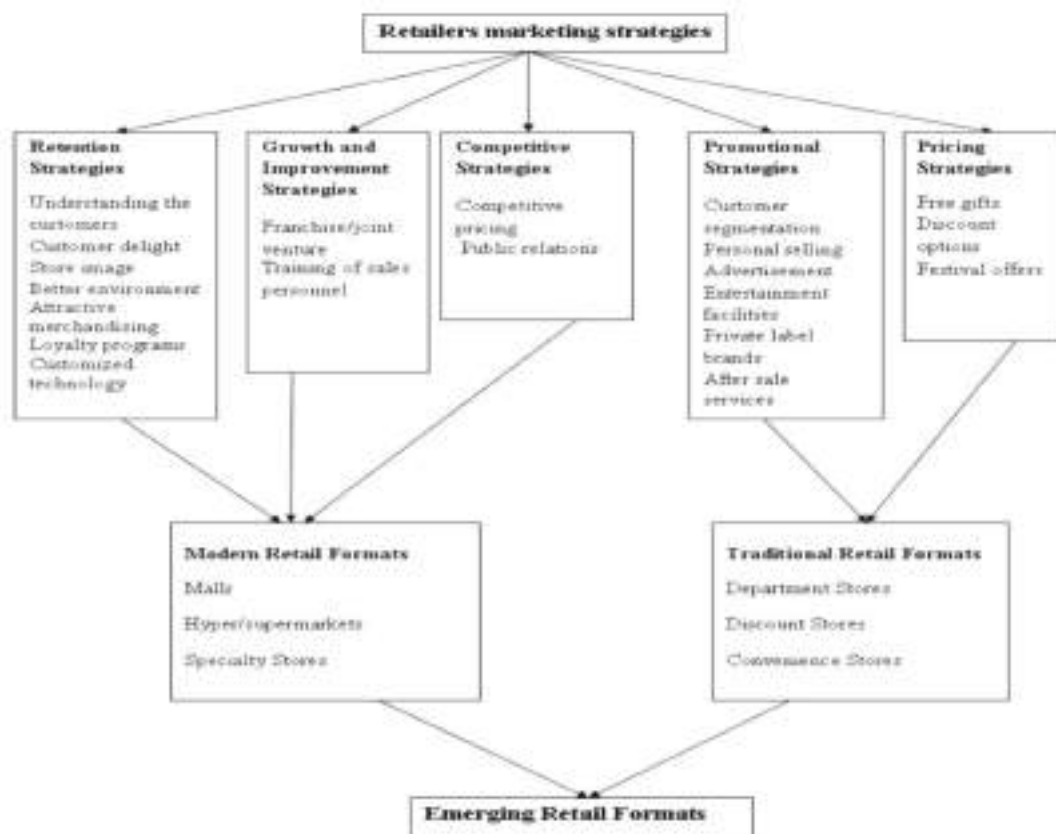 Retailers marketing strategies
Retention
Strategies
Understanding the
customers
Customer delight
Store image
Better environment
Attractive
merchandising
Loyalty programs
Customized
technology
Growth and
Improvement
Strategies
Franchise/joint
venture
Training of sales
personnel
Competitive
Strategies
Competitive
pricing
Public relations
Promotional
Strategies
Customer
segmentation
Personal selling
Advertisement
Entertainment
facilities
Private label
brands
After sale
services
Pricing
Strategies
Free gifts
Discount
options
Festival offers
Modern Retail Formats
Malls
Hyper/supermarkets
Specialty Stores
Traditional Retail Formats
Department Stores
Discount Stores
Convenience Stores
Emerging Retail Formats